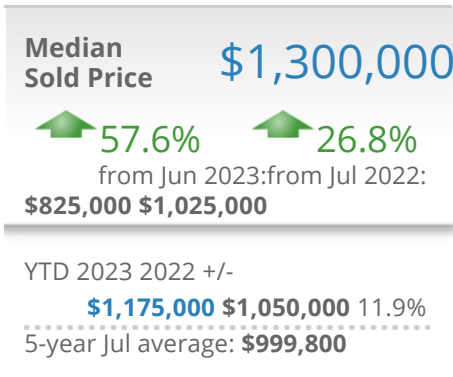 Median
Sold Price $1,300,000
57.6% 26.8%
from Jun 2023:from Jul 2022:
$825,000 $1,025,000
YTD 2023 2022 +/-
$1,175,000 $1,050,000 11.9%
5-year Jul average: $999,800